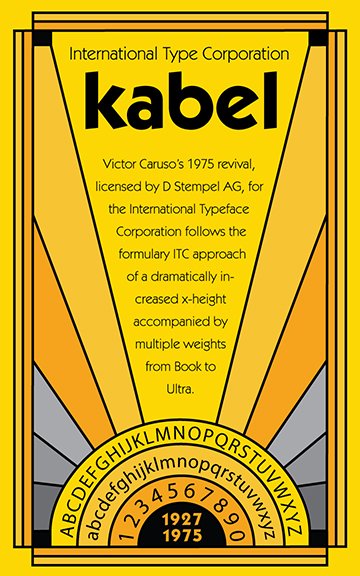 International Type Corporation
kabel
Victor Caruso's 1975 revival,
licensed by D Stempel AG, for
the International Typeface
Corporation follows the
formulary ITC approach
of a dramatically in-
creased x-height
accompanied by
multiple weights
from Book to
Ultra.
ABCDEFGHIJKLMNOPQRSTUVWXYZ
abcdefghijklmnopqrstuvwxyz
1234567890
1927
1975